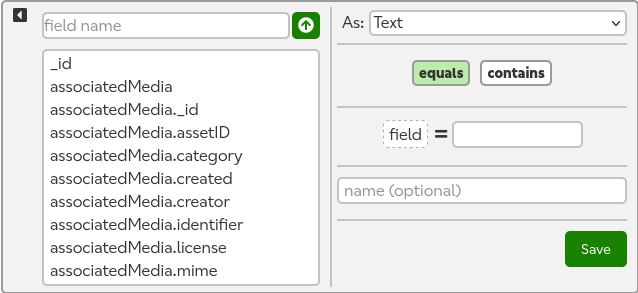 field name
_id
associatedMedia
associatedMedia._id
associatedMedia.assetID
associatedMedia.category
associatedMedia.created
associatedMedia.creator
associatedMedia.identifier
associatedMedia.license
associatedMedia.mime
As: Text
equals contains
field =
name (optional)
Save